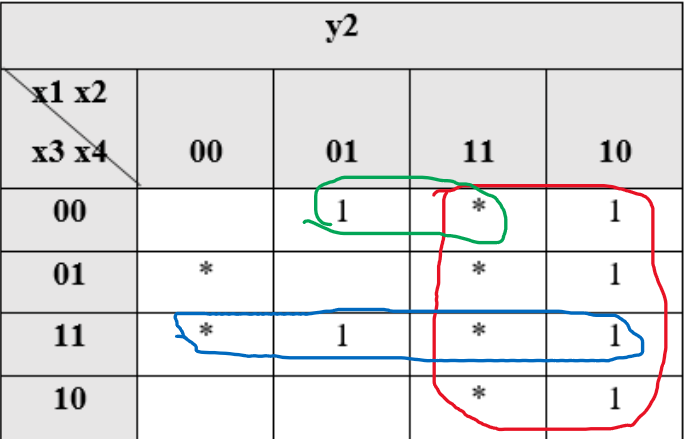 y2
x1 x2
x3 x4 00 01 11 10
00 1 * 1
01 * * 1
11 * 1 * 1
10 * 1